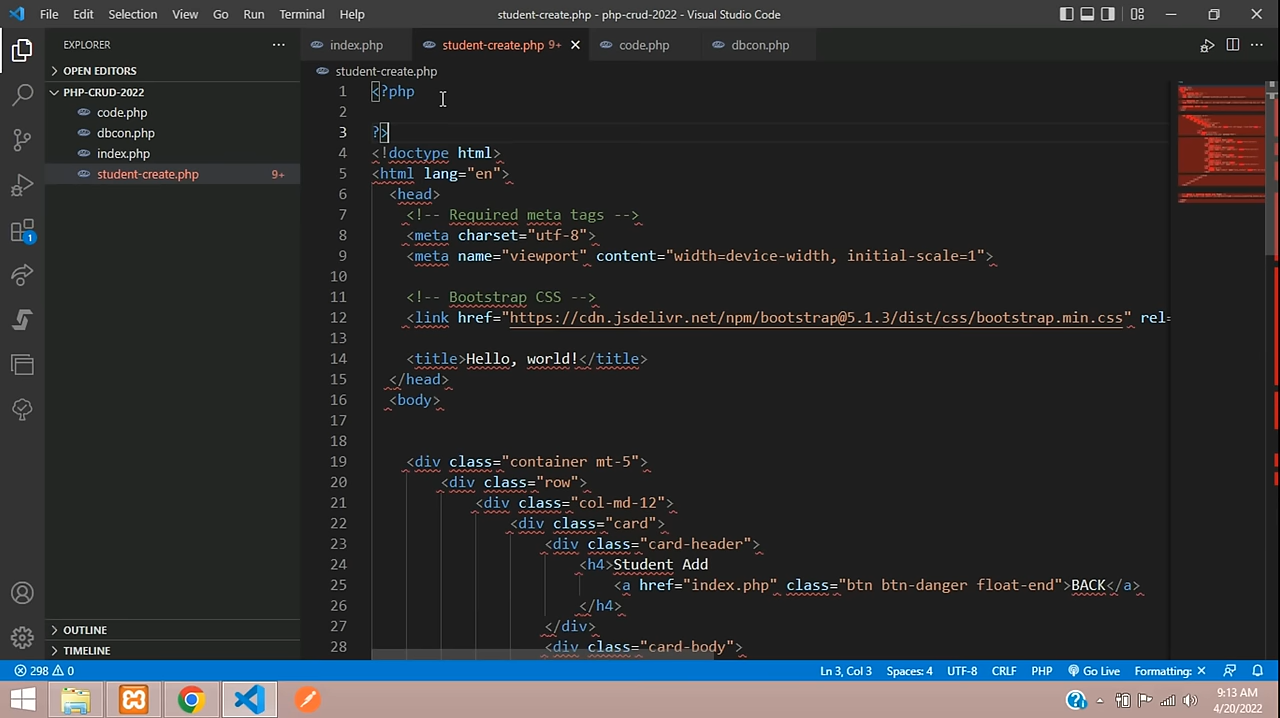 File Edit Selection View Go Run Terminal Help
student-create.php - php-crud-2022 - Visual Studio Code
EXPLORER
OPEN EDITORS
PHP-CRUD-2022
code.php
dbcon.php
index.php
student-create.php 9+
1
OUTLINE
TIMELINE
index.php student-create.php 9+ code.php dbcon.php
student-create.php
1 <?php
2
3 ?>
4 <!doctype html>
5 <html lang="en">
6 <head>
7 <!-- Required meta tags -->
8 <meta charset="utf-8">
9 <meta name="viewport" content="width=device-width, initial-scale=1">
10
11 <!-- Bootstrap CSS -->
12 <link href="https://cdn.jsdelivr.net/npm/bootstrap@5.1.3/dist/css/bootstrap.min.css" rel=
13
14 <title>Hello, world!</title>
15 </head>
16 <body>
17
18
19 <div class="container mt-5">
20 <div class="row">
21 <div class="col-md-12">
22 <div class="card">
23 <div class="card-header">
24 <h4>Student Add
25 <a href="index.php" class="btn btn-danger float-end">BACK</a>
26 </h4>
27 </div>
28 <div class="card-body">
298 0 Ln 3, Col 3 Spaces: 4 UTF-8 CRLF PHP Go Live Formatting: ×
9:13 AM
4/20/2022